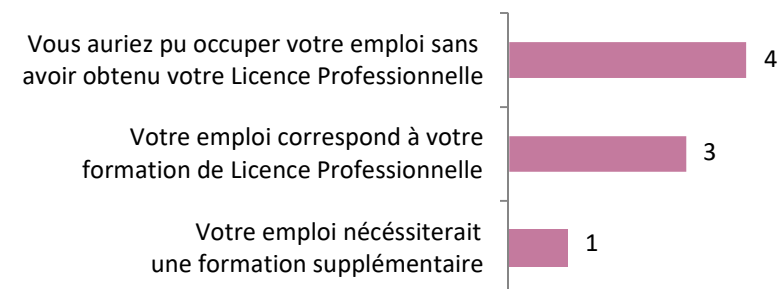 Vous auriez pu occuper votre emploi sans
avoir obtenu votre Licence Professionnelle
4
Votre emploi correspond à votre
formation de Licence Professionnelle
3
Votre emploi nécéssiterait
une formation supplémentaire
1